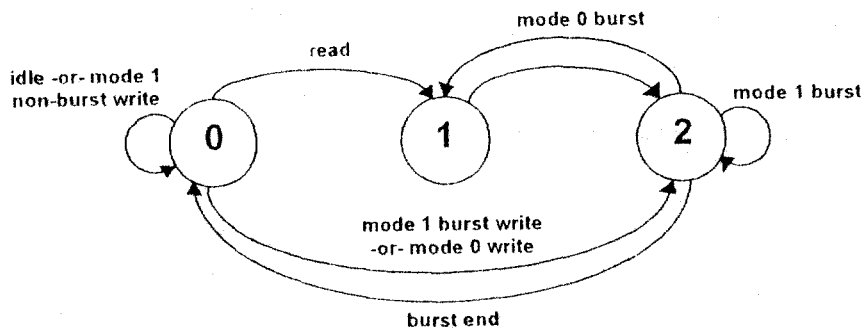 mode 0 burst
read
idle -or- mode 1
non-burst write
mode 1 burst
0
1
2
mode 1 burst write
-or- mode 0 write
burst end